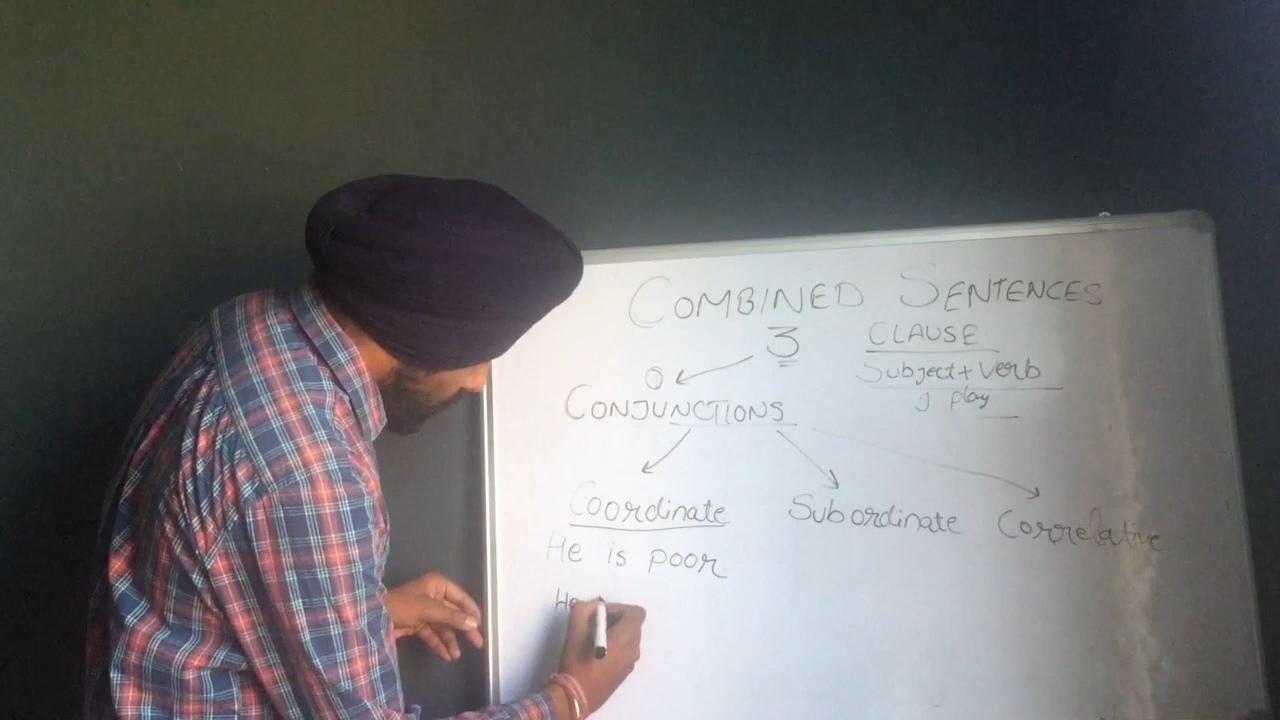 COMBINED SENTENCES
3
CLAUSE
Subject + Verb
I play
CONJUNCTIONS
Coordinate
Subordinate
Correlative
He is poor
He